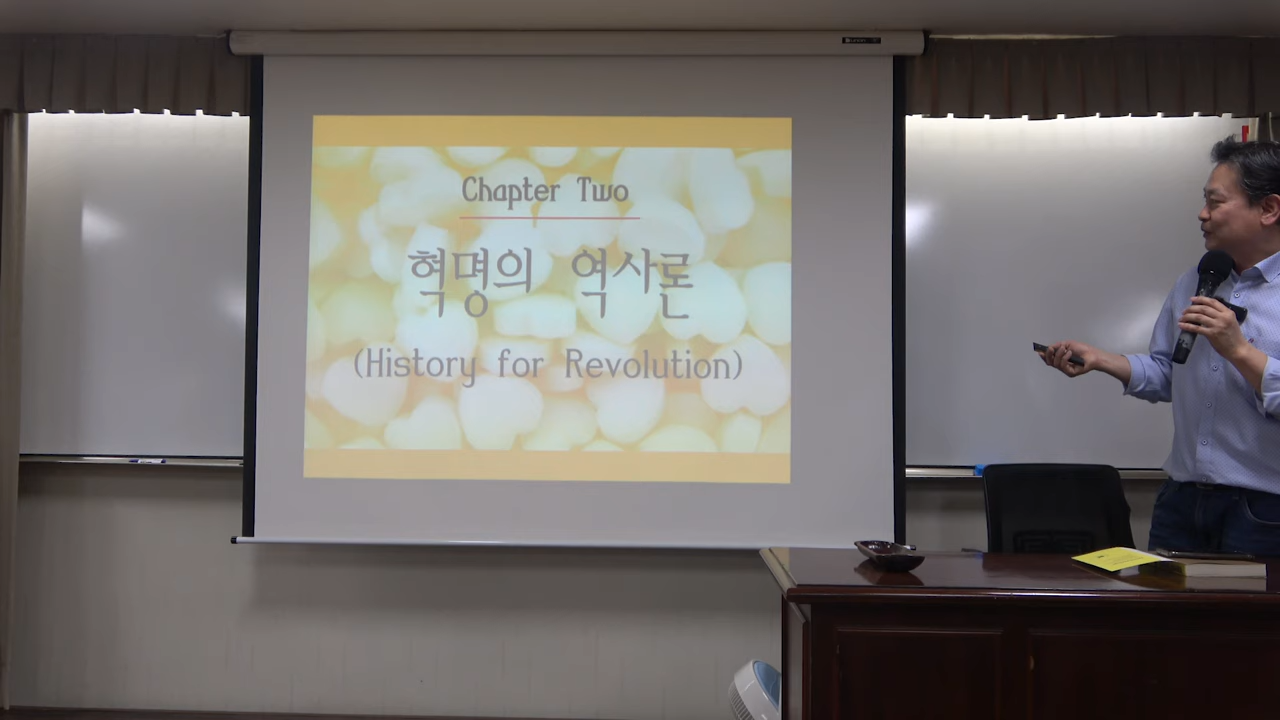 Chapter Two
혁명의 역사론
(History for Revolution)